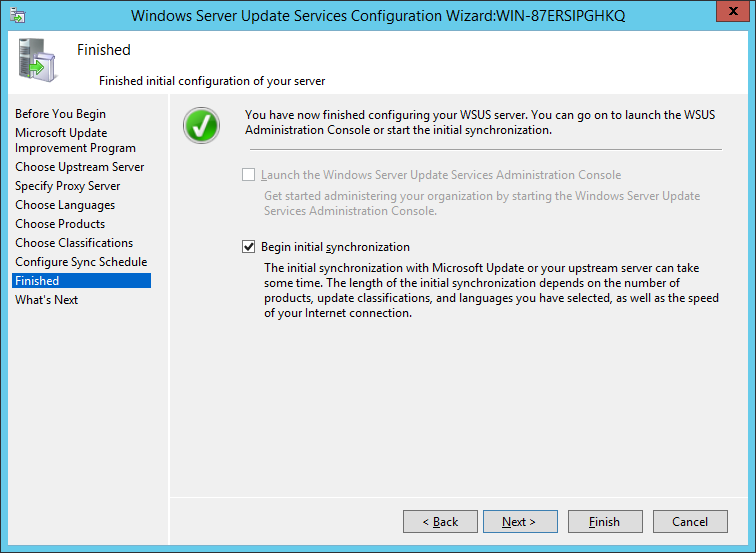 Windows Server Update Services Configuration Wizard:WIN-87ERSIPGHKQ
x
Finished
Finished initial configuration of your server
Before You Begin
Microsoft Update
Improvement Program
Choose Upstream Server
Specify Proxy Server
Choose Languages
Choose Products
Choose Classifications
Configure Sync Schedule
Finished
What's Next
You have now finished configuring your WSUS server. You can go on to launch the WSUS
Administration Console or start the initial synchronization.
Launch the Windows Server Update Services Administration Console
Get started administering your organization by starting the Windows Server Update
Services Administration Console.
Begin initial synchronization
The initial synchronization with Microsoft Update or your upstream server can take
some time. The length of the initial synchronization depends on the number of
products, update classifications, and languages you have selected, as well as the speed
of your Internet connection.
< Back
Next >
Finish
Cancel